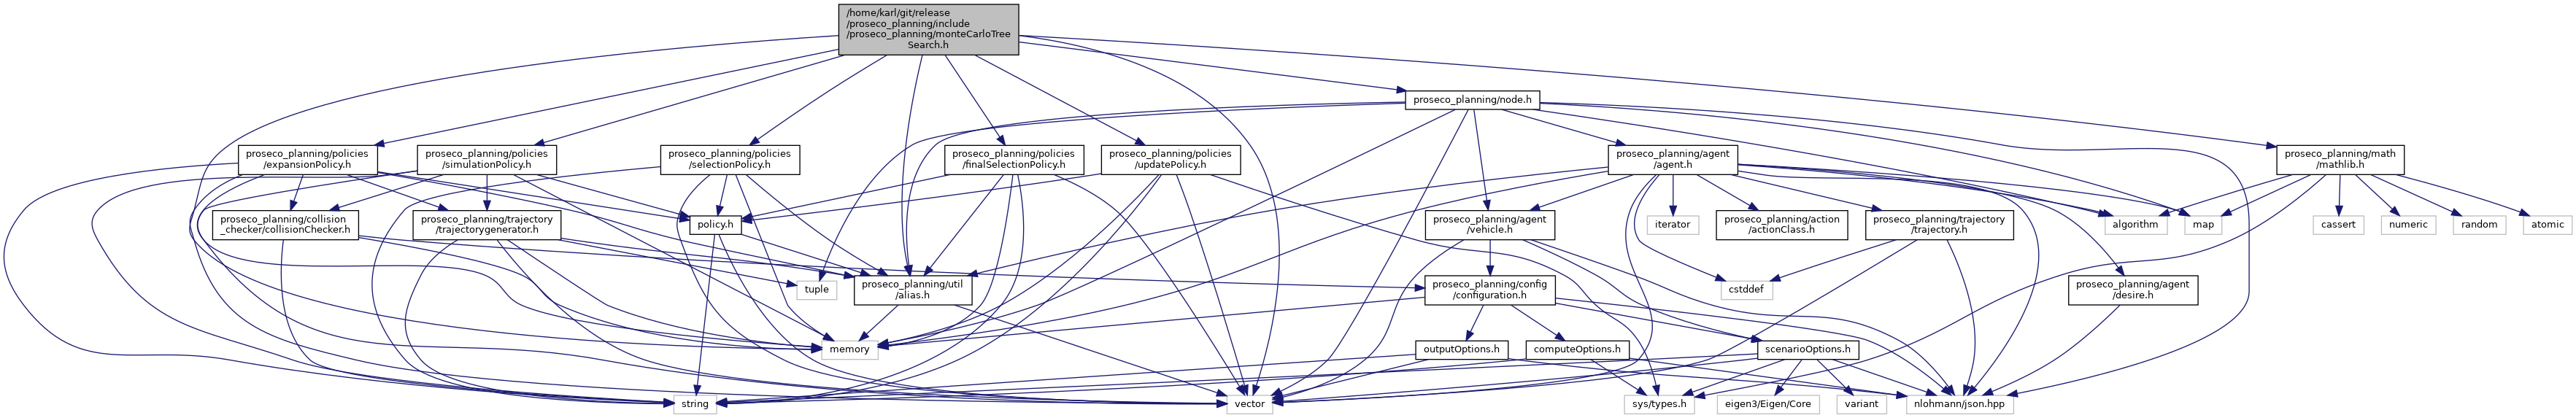 /home/karl/git/release
/proseco_planning/include
/proseco_planning/monteCarloTree
Search.h
proseco_planning/node.h
proseco_planning/policies
/expansionPolicy.h
proseco_planning/policies
/simulationPolicy.h
proseco_planning/policies
/selectionPolicy.h
proseco_planning/policies
/finalSelectionPolicy.h
proseco_planning/policies
/updatePolicy.h
proseco_planning/agent
/agent.h
proseco_planning/math
/mathlib.h
proseco_planning/collision
_checker/collisionChecker.h
proseco_planning/trajectory
/trajectorygenerator.h
policy.h
proseco_planning/agent
/vehicle.h
iterator
proseco_planning/action
/actionClass.h
proseco_planning/trajectory
/trajectory.h
algorithm
map
cassert
numeric
random
atomic
tuple
proseco_planning/util
/alias.h
proseco_planning/config
/configuration.h
cstddef
proseco_planning/agent
/desire.h
memory
outputOptions.h
computeOptions.h
scenarioOptions.h
string
vector
sys/types.h
eigen3/Eigen/Core
variant
nlohmann/json.hpp